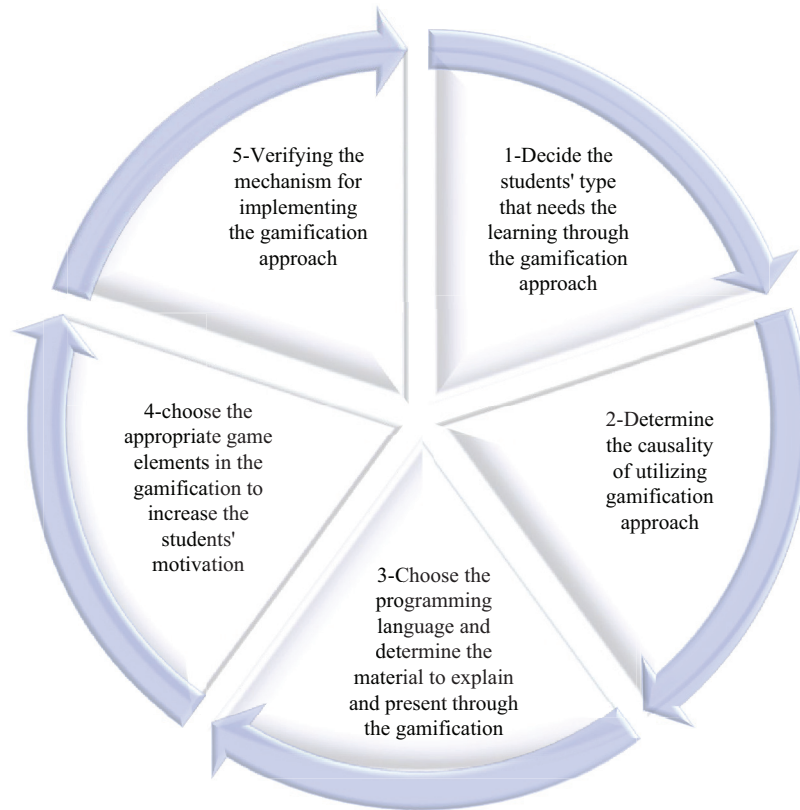 1-Decide the
students' type
that needs the
learning through
the gamification
approach
2-Determine
the causality
of utilizing
gamification
approach
3-Choose the
programming
language and
determine the
material to explain
and present through
the gamification
4-choose the
appropriate game
elements in the
gamification to
increase the
students'
motivation
5-Verifying the
mechanism for
implementing
the gamification
approach